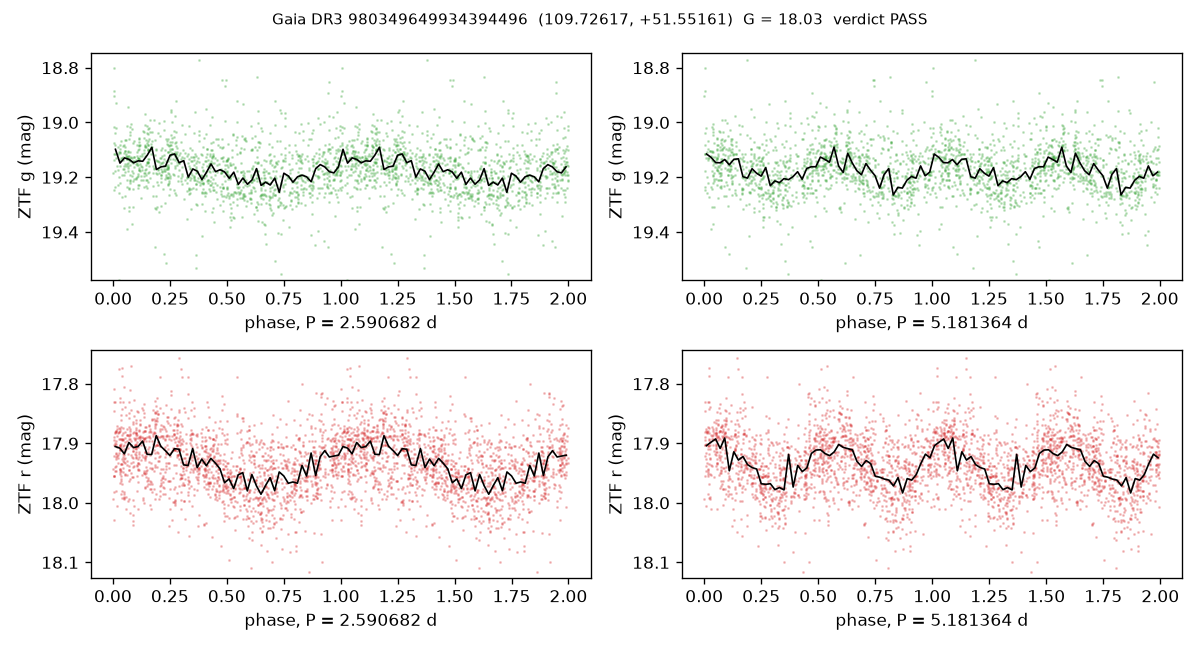 Gaia DR3 980349649934394496 (109.72617, +51.55161) G = 18.03 verdict PASS
ZTF g (mag)
18.8
19.0
19.2
19.4
0.00 0.25 0.50 0.75 1.00 1.25 1.50 1.75 2.00
phase, P = 2.590682 d
ZTF g (mag)
18.8
19.0
19.2
19.4
0.00 0.25 0.50 0.75 1.00 1.25 1.50 1.75 2.00
phase, P = 5.181364 d
ZTF r (mag)
17.8
17.9
18.0
18.1
0.00 0.25 0.50 0.75 1.00 1.25 1.50 1.75 2.00
phase, P = 2.590682 d
ZTF r (mag)
17.8
17.9
18.0
18.1
0.00 0.25 0.50 0.75 1.00 1.25 1.50 1.75 2.00
phase, P = 5.181364 d